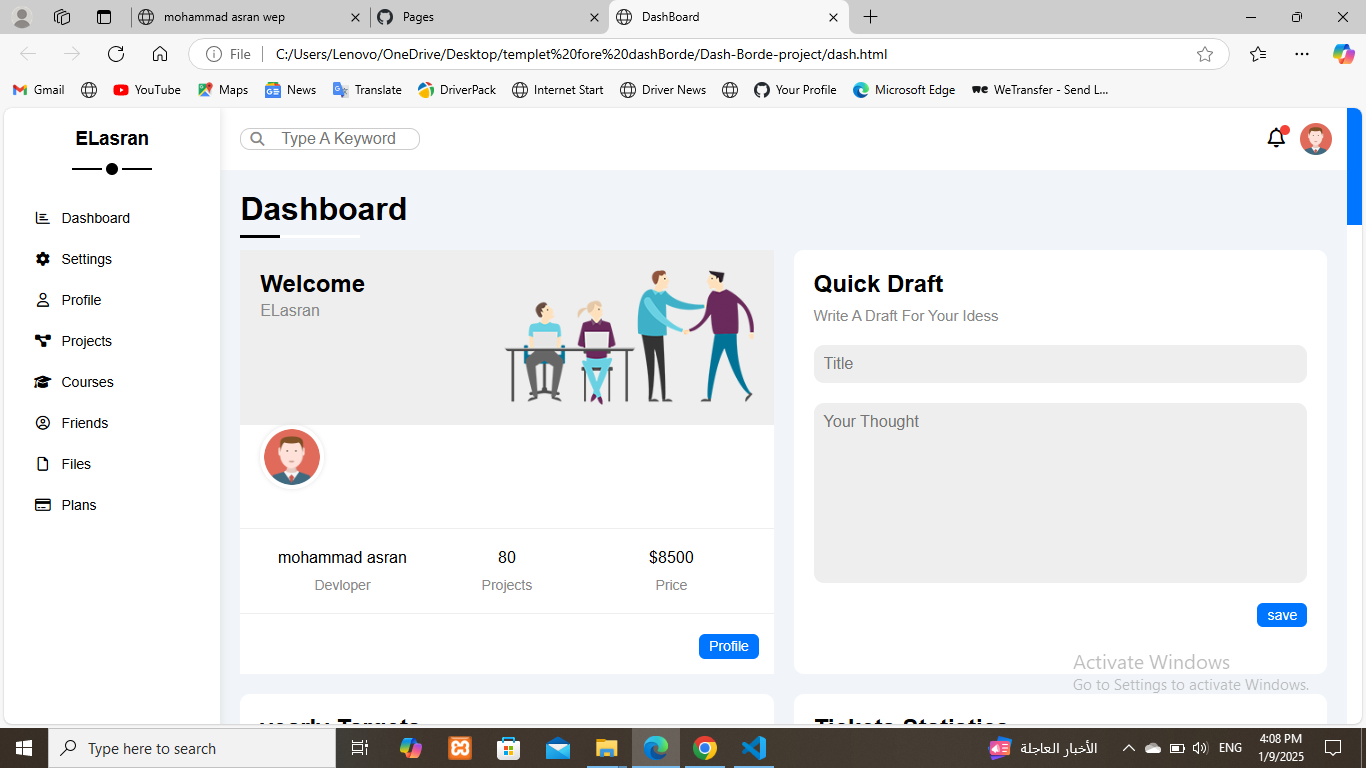 mohammad asran wep
Pages
DashBoard
File
C:/Users/Lenovo/OneDrive/Desktop/templet%20fore%20dashBorde/Dash-Borde-project/dash.html
Gmail
YouTube
Maps
News
Translate
DriverPack
Internet Start
Driver News
Your Profile
Microsoft Edge
WeTransfer - Send L...
ELasran
Type A Keyword
Dashboard
Settings
Profile
Projects
Courses
Friends
Files
Plans
Dashboard
Welcome
ELasran
mohammad asran
Devloper
80
Projects
$8500
Price
Profile
Quick Draft
Write A Draft For Your Idess
Title
Your Thought
save
Activate Windows
Go to Settings to activate Windows.
yearly Targets
Tickets Statistics
Type here to search
الأخبار العاجلة
ENG
4:08 PM
1/9/2025